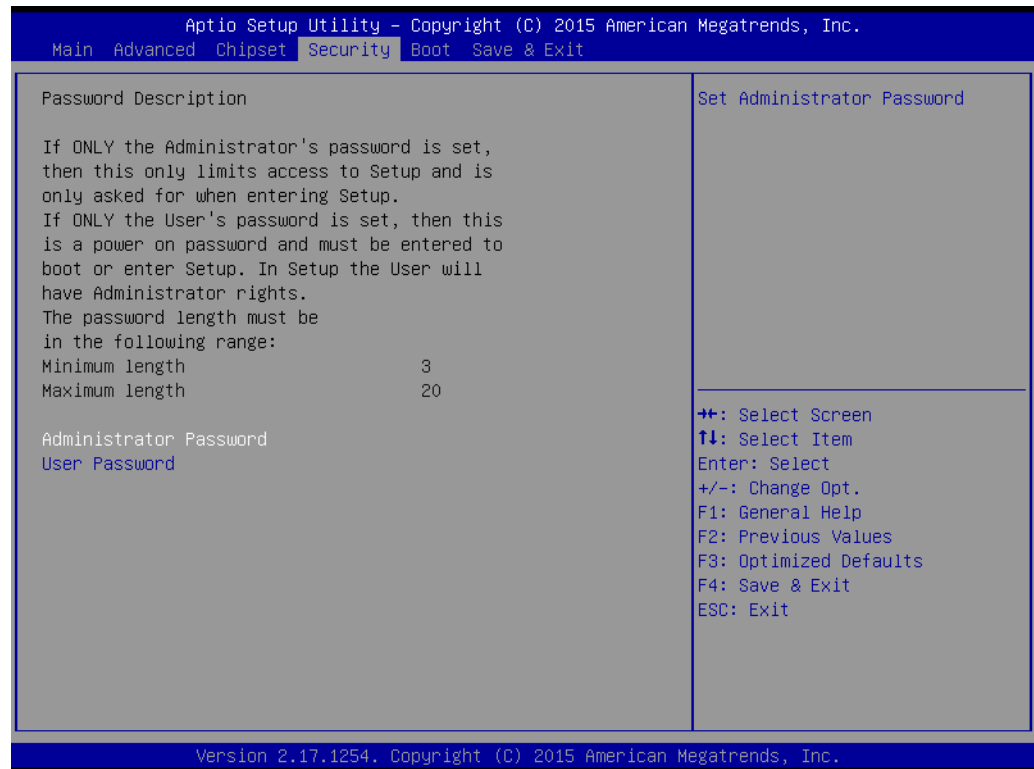 Aptio Setup Utility – Copyright (C) 2015 American Megatrends, Inc.
Main Advanced Chipset Security Boot Save & Exit
Password Description
If ONLY the Administrator's password is set,
then this only limits access to Setup and is
only asked for when entering Setup.
If ONLY the User's password is set, then this
is a power on password and must be entered to
boot or enter Setup. In Setup the User will
have Administrator rights.
The password length must be
in the following range:
Minimum length 3
Maximum length 20
Administrator Password
User Password
Set Administrator Password
→←: Select Screen
↑↓: Select Item
Enter: Select
+/-: Change Opt.
F1: General Help
F2: Previous Values
F3: Optimized Defaults
F4: Save & Exit
ESC: Exit
Version 2.17.1254. Copyright (C) 2015 American Megatrends, Inc.